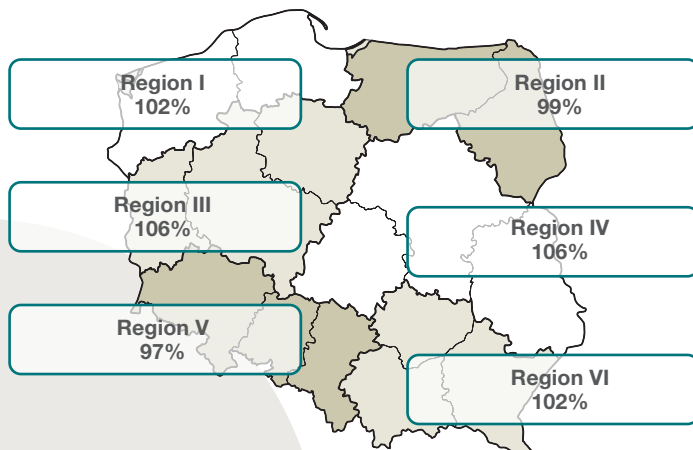 Region I
102%
Region II
99%
Region III
106%
Region IV
106%
Region V
97%
Region VI
102%